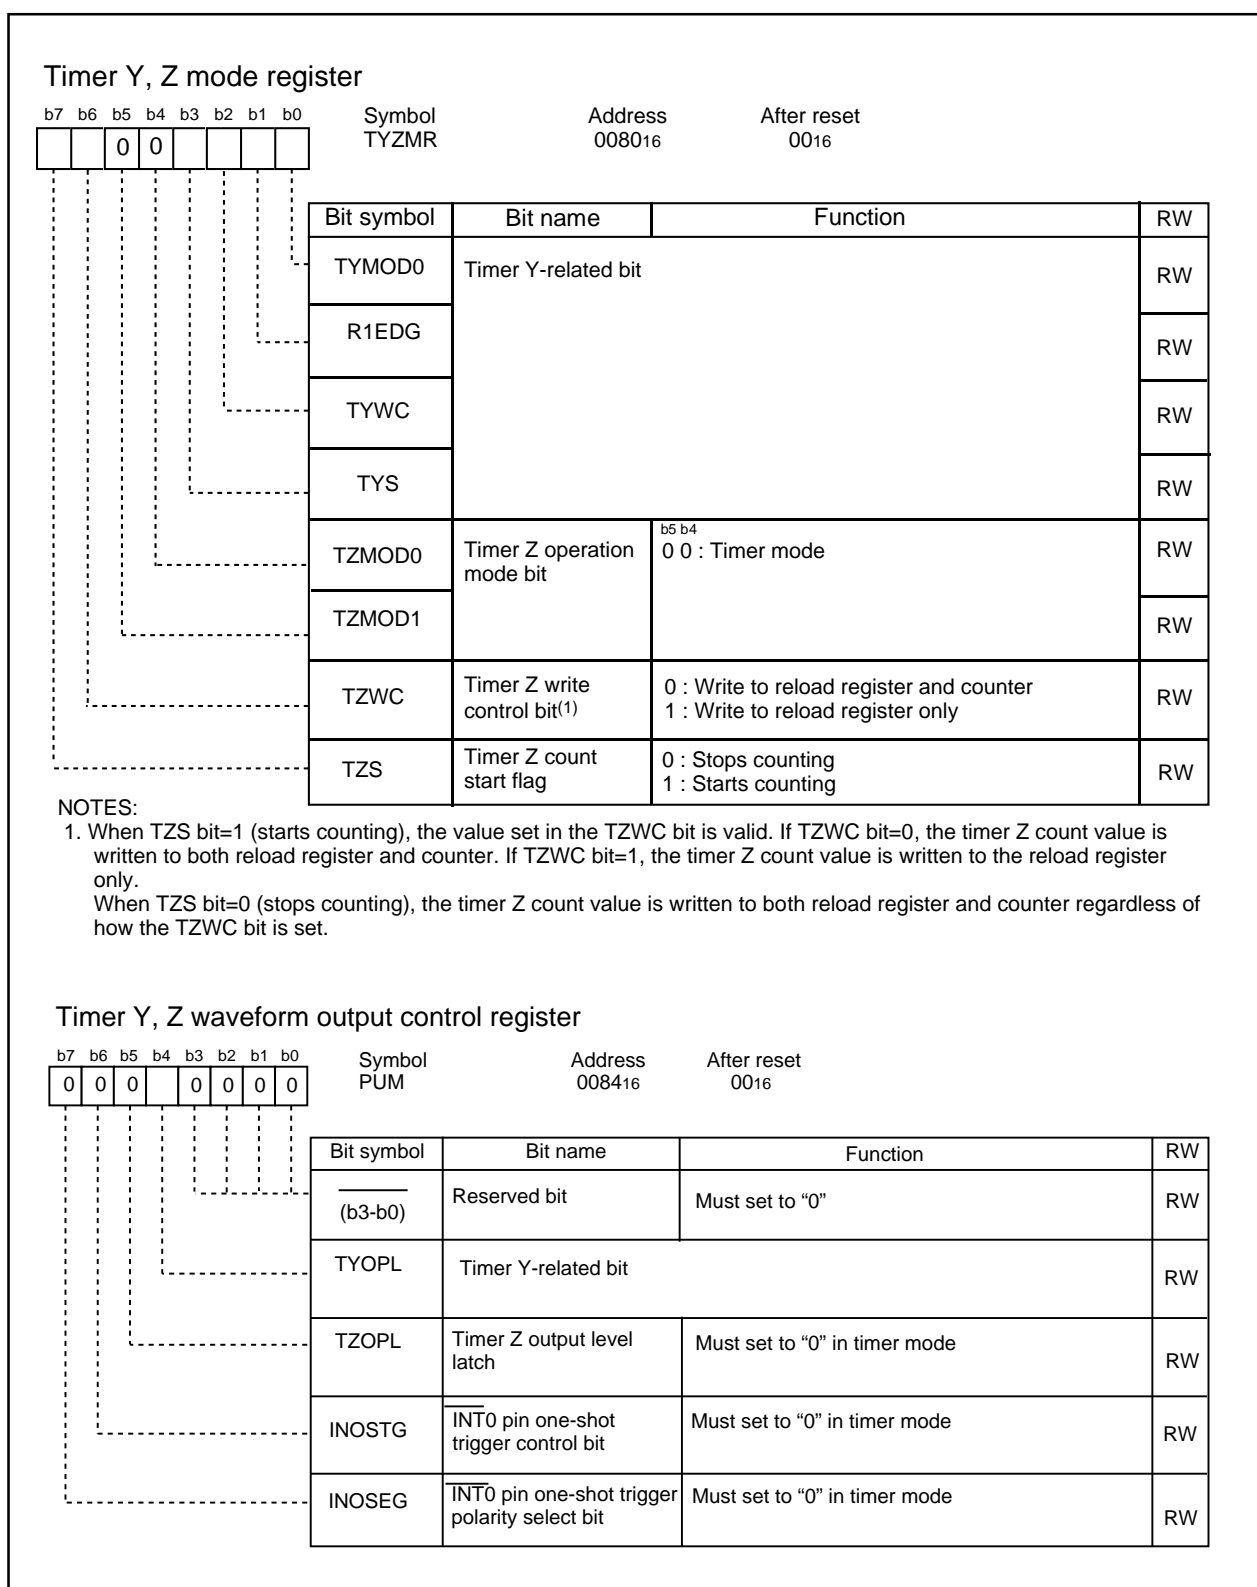 Timer Y, Z mode register
b7 b6 b5 b4 b3 b2 b1 b0
Symbol Address After reset
TYZMR 008016 0016
0 0
Bit symbol Bit name Function RW
TYMOD0 Timer Y-related bit RW
R1EDG RW
TYWC RW
TYS RW
b5 b4
TZMOD0 Timer Z operation mode bit 0 0 : Timer mode RW
TZMOD1 RW
TZWC Timer Z write control bit(1) 0 : Write to reload register and counter RW
1 : Write to reload register only
TZS Timer Z count start flag 0 : Stops counting RW
1 : Starts counting
NOTES:
1. When TZS bit=1 (starts counting), the value set in the TZWC bit is valid. If TZWC bit=0, the timer Z count value is
written to both reload register and counter. If TZWC bit=1, the timer Z count value is written to the reload register
only.
When TZS bit=0 (stops counting), the timer Z count value is written to both reload register and counter regardless of
how the TZWC bit is set.
Timer Y, Z waveform output control register
b7 b6 b5 b4 b3 b2 b1 b0
Symbol Address After reset
PUM 008416 0016
0 0 0 0 0 0 0
Bit symbol Bit name Function RW
(b3-b0) Reserved bit Must set to “0” RW
TYOPL Timer Y-related bit RW
TZOPL Timer Z output level latch Must set to “0” in timer mode RW
INOSTG INT0 pin one-shot trigger control bit Must set to “0” in timer mode RW
INOSEG INT0 pin one-shot trigger polarity select bit Must set to “0” in timer mode RW